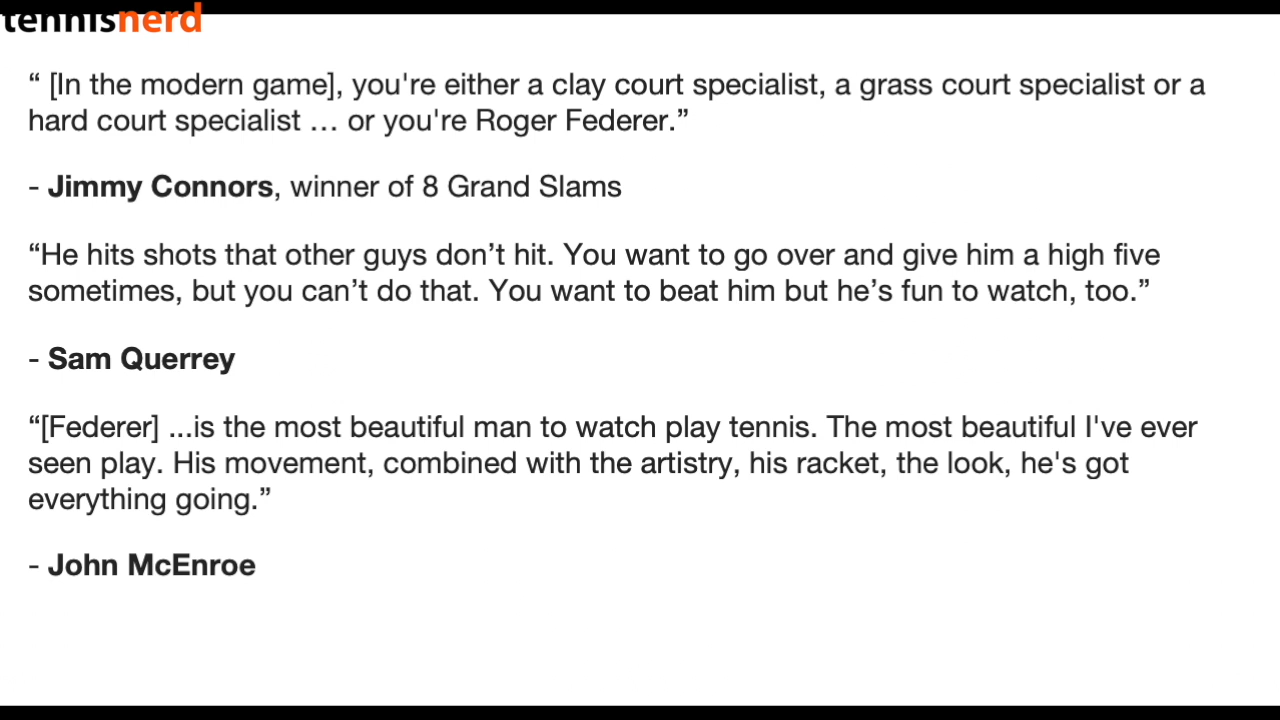 tennisnerd
“ [In the modern game], you're either a clay court specialist, a grass court specialist or a
hard court specialist … or you're Roger Federer.”
- Jimmy Connors, winner of 8 Grand Slams
“He hits shots that other guys don’t hit. You want to go over and give him a high five
sometimes, but you can’t do that. You want to beat him but he’s fun to watch, too.”
- Sam Querrey
“[Federer] ...is the most beautiful man to watch play tennis. The most beautiful I've ever
seen play. His movement, combined with the artistry, his racket, the look, he's got
everything going.”
- John McEnroe